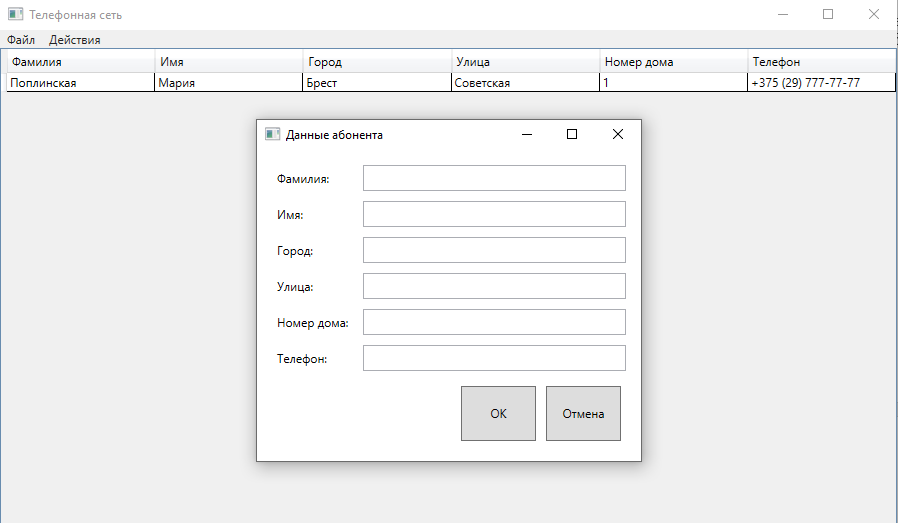 Телефонная сеть
Файл Действия
Фамилия Имя Город Улица Номер дома Телефон
Поплинская Мария Брест Советская 1 +375 (29) 777-77-77
Данные абонента
Фамилия:
Имя:
Город:
Улица:
Номер дома:
Телефон:
ОК Отмена